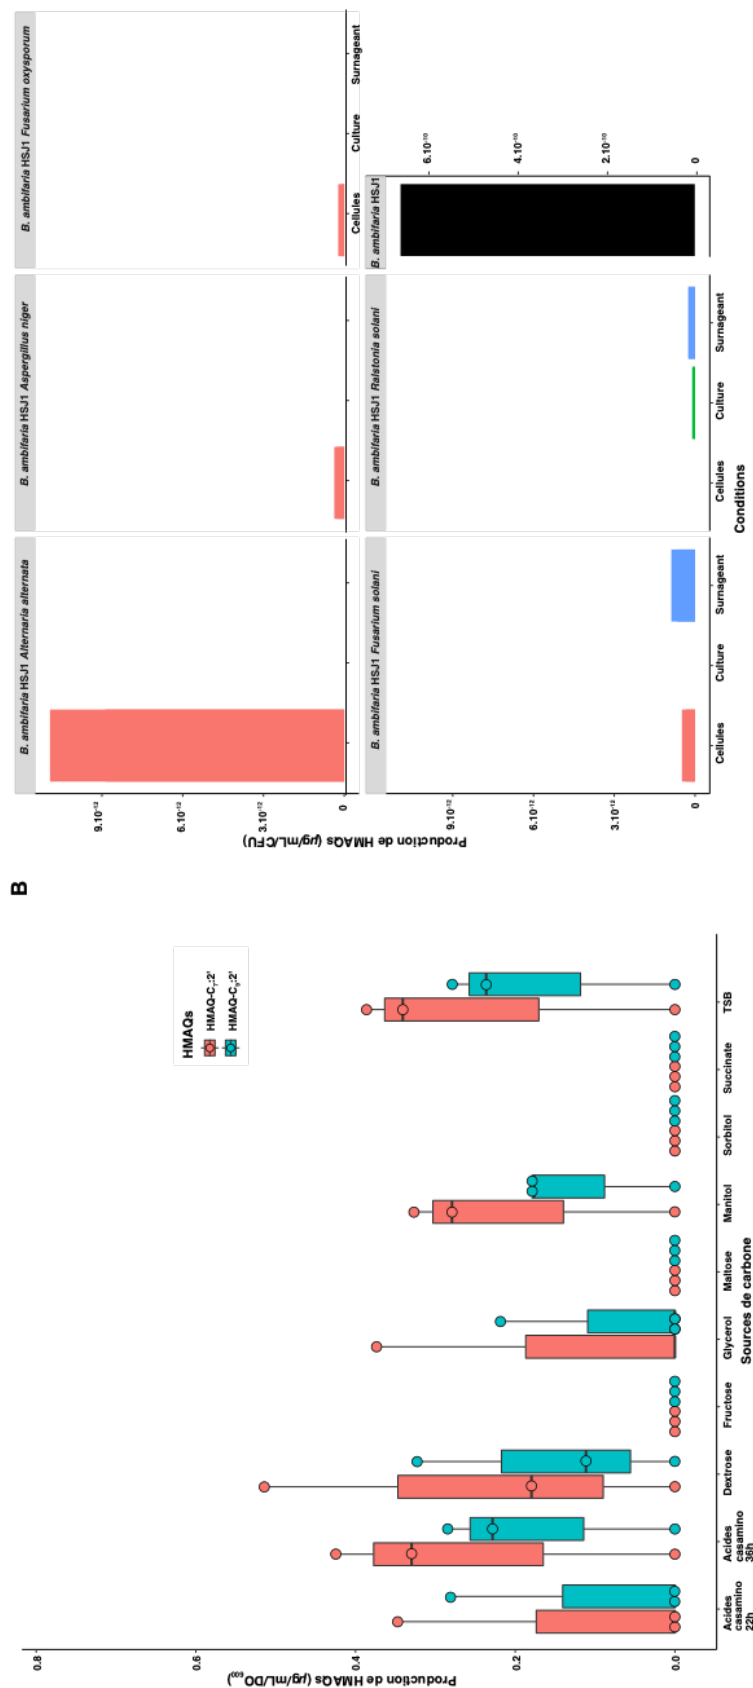 Production de HMAQs (µg/mL/DO₆₀₀)
0.8
0.6
0.4
0.2
0.0
HMAQs
HMAQ-C₇:2'
HMAQ-C₉:2'
Acides casamino 22h
Acides casamino 36h
Dextrose
Fructose
Glycerol
Maltose
Manitol
Sorbitol
Succinate
TSB
Sources de carbone
B
Production de HMAQs (µg/mL/CFU)
B. ambifaria HSJ1 Alternaria alternata
B. ambifaria HSJ1 Aspergillus niger
B. ambifaria HSJ1 Fusarium oxysporum
9.10⁻¹²
6.10⁻¹²
3.10⁻¹²
0
Cellules
Culture
Surnageant
B. ambifaria HSJ1 Fusarium solani
B. ambifaria HSJ1 Ralstonia solani
B. ambifaria HSJ1
9.10⁻¹²
6.10⁻¹²
3.10⁻¹²
0
6.10⁻¹⁰
4.10⁻¹⁰
2.10⁻¹⁰
0
Cellules
Culture
Surnageant
Cellules
Culture
Surnageant
Conditions